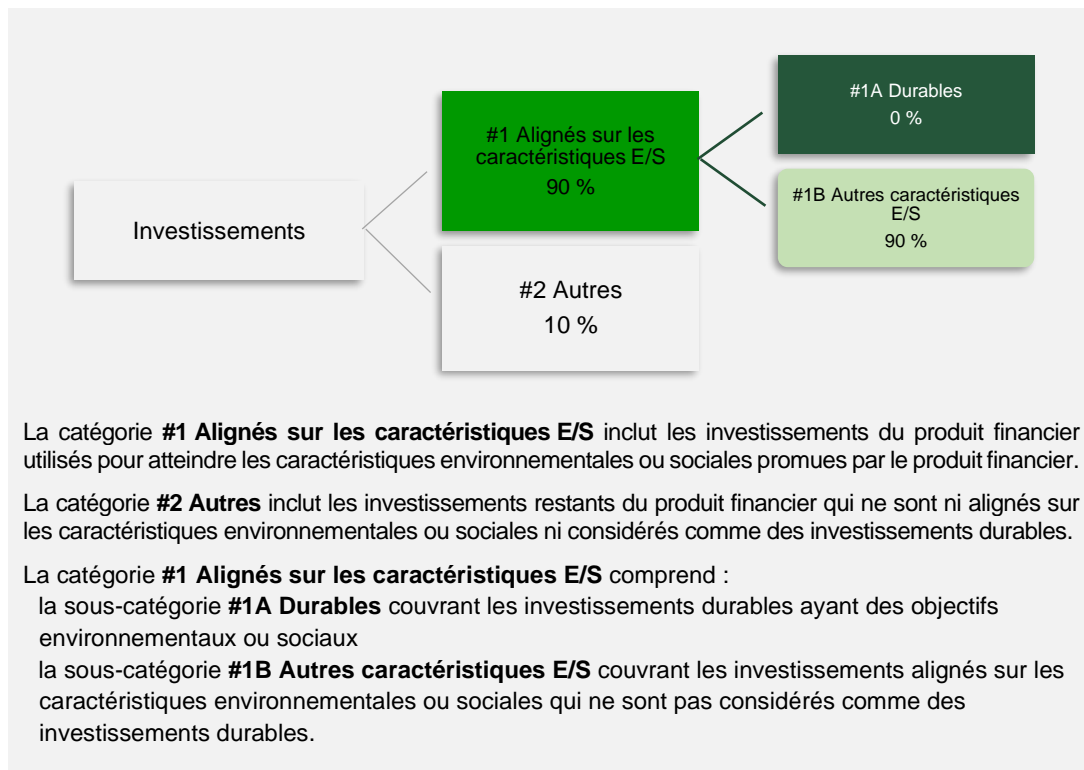 #1A Durables
0 %
#1 Alignés sur les
caractéristiques E/S
90 %
#1B Autres caractéristiques
E/S
90 %
Investissements
#2 Autres
10 %
La catégorie #1 Alignés sur les caractéristiques E/S inclut les investissements du produit financier
utilisés pour atteindre les caractéristiques environnementales ou sociales promues par le produit financier.
La catégorie #2 Autres inclut les investissements restants du produit financier qui ne sont ni alignés sur
les caractéristiques environnementales ou sociales ni considérés comme des investissements durables.
La catégorie #1 Alignés sur les caractéristiques E/S comprend :
la sous-catégorie #1A Durables couvrant les investissements durables ayant des objectifs
environnementaux ou sociaux
la sous-catégorie #1B Autres caractéristiques E/S couvrant les investissements alignés sur les
caractéristiques environnementales ou sociales qui ne sont pas considérés comme des
investissements durables.